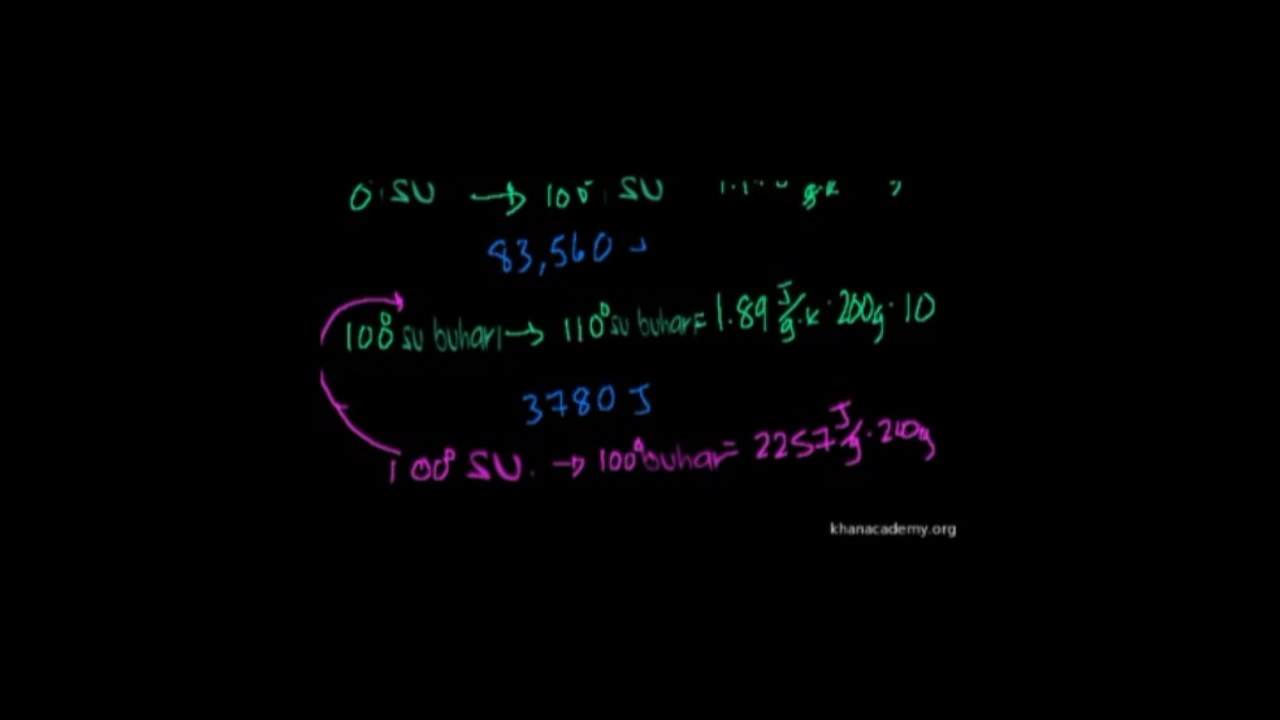 0° SU → 100° SU
83,560 J
100° su buharı → 110° su buharı = 1.89 J/g·K · 200g · 10
3780 J
100° SU. → 100° buhar = 2257 J/g · 200g
khanacademy.org